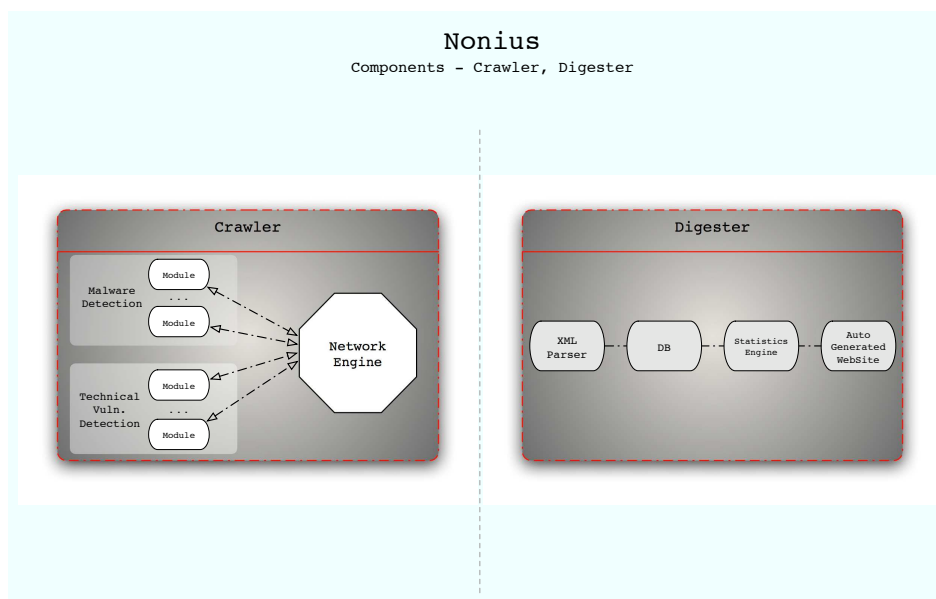 Nonius
Components - Crawler, Digester
Crawler
Malware
Detection
Module
...
Module
Technical
Vuln.
Detection
Module
...
Module
Network
Engine
Digester
XML
Parser
DB
Statistics
Engine
Auto
Generated
WebSite